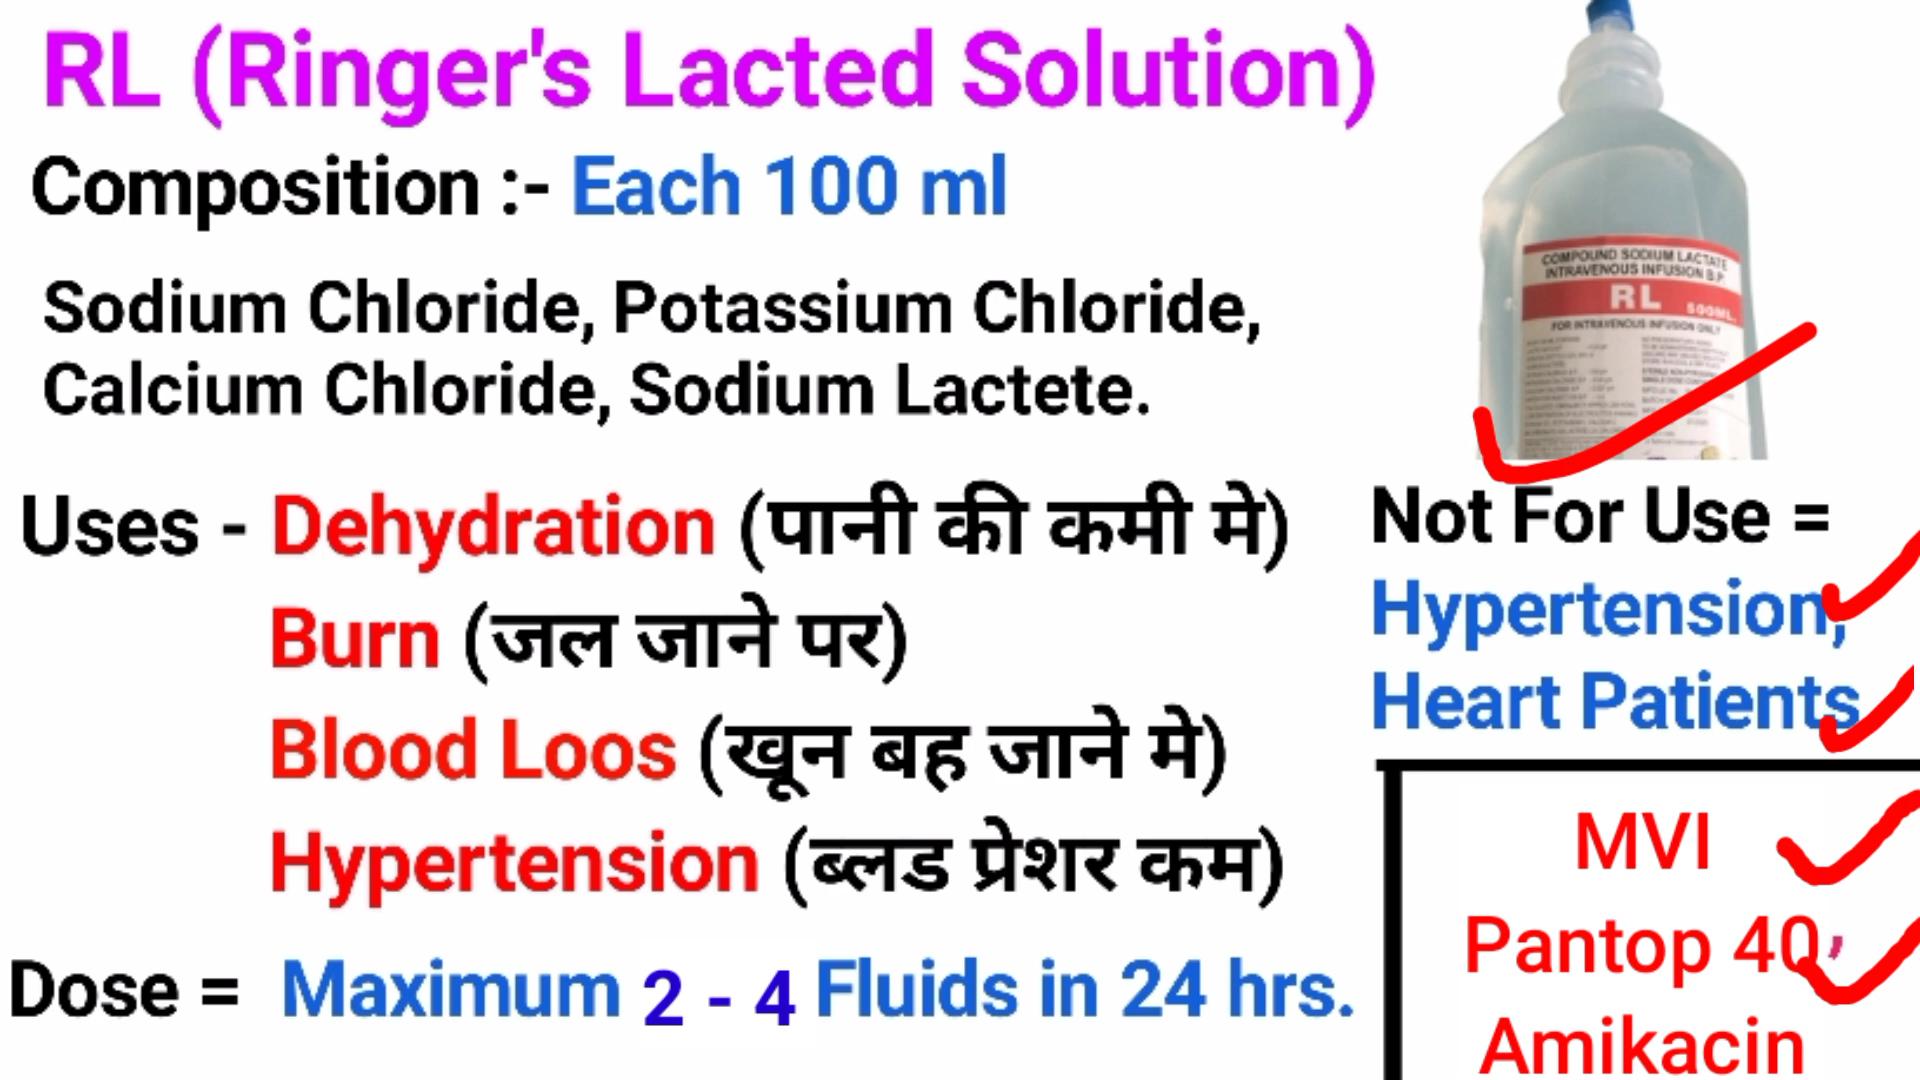 RL (Ringer's Lacted Solution)
Composition :- Each 100 ml
Sodium Chloride, Potassium Chloride,
Calcium Chloride, Sodium Lactete.
Uses - Dehydration (पानी की कमी मे)
Burn (जल जाने पर)
Blood Loos (खून बह जाने मे)
Hypertension (ब्लड प्रेशर कम)
Dose = Maximum 2 - 4 Fluids in 24 hrs.
COMPOUND SODIUM LACTATE
INTRAVENOUS INFUSION B.P.
RL 500ML.
FOR INTRAVENOUS INFUSION ONLY
Not For Use =
Hypertension,
Heart Patients
MVI
Pantop 40,
Amikacin